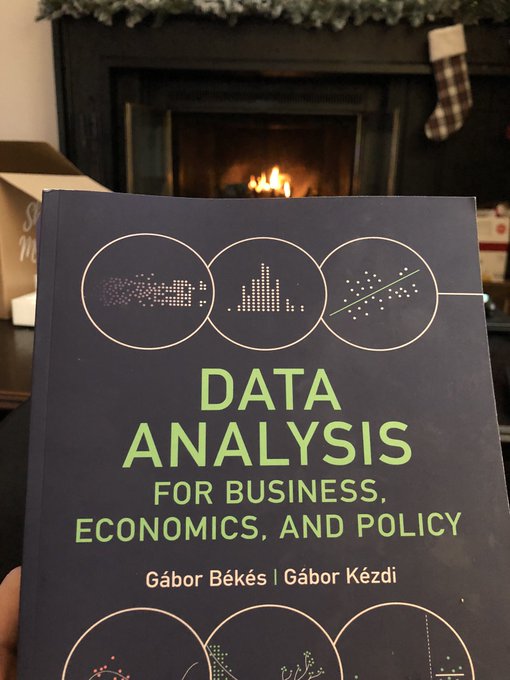 DATA
ANALYSIS
FOR BUSINESS,
ECONOMICS, AND POLICY
Gábor Békés | Gábor Kézdi